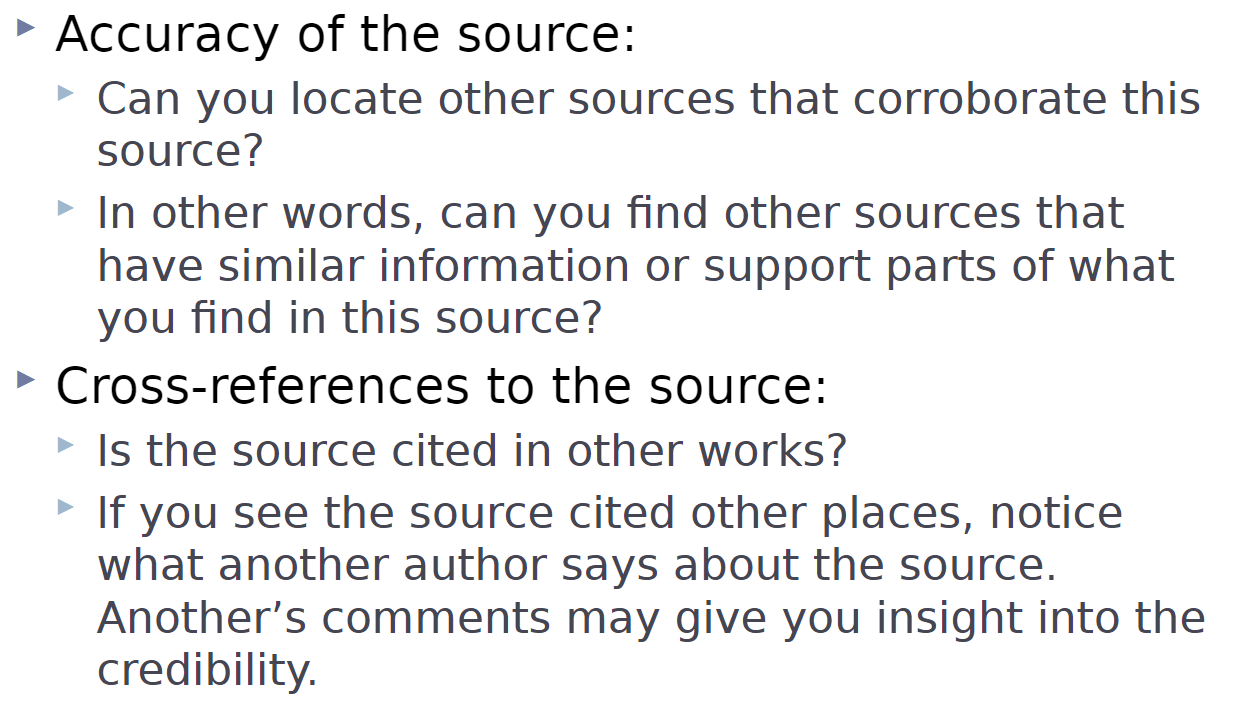 Accuracy of the source:
Can you locate other sources that corroborate this
source?
In other words, can you find other sources that
have similar information or support parts of what
you find in this source?
Cross-references to the source:
Is the source cited in other works?
If you see the source cited other places, notice
what another author says about the source.
Another’s comments may give you insight into the
credibility.